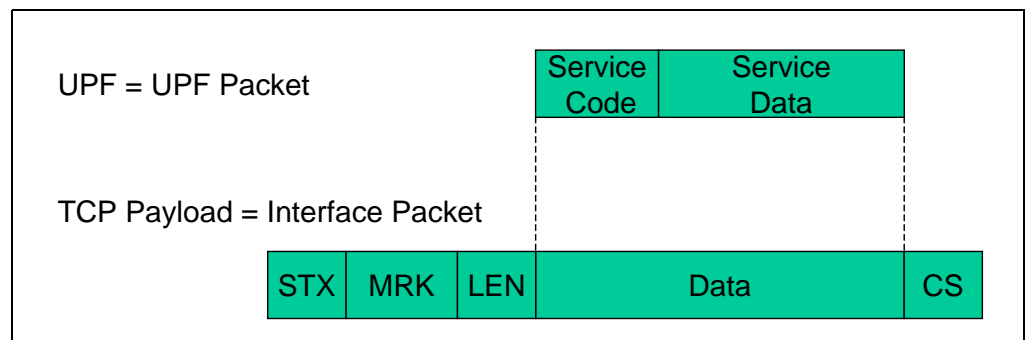 UPF = UPF Packet
Service Code
Service Data
TCP Payload = Interface Packet
STX MRK LEN Data CS